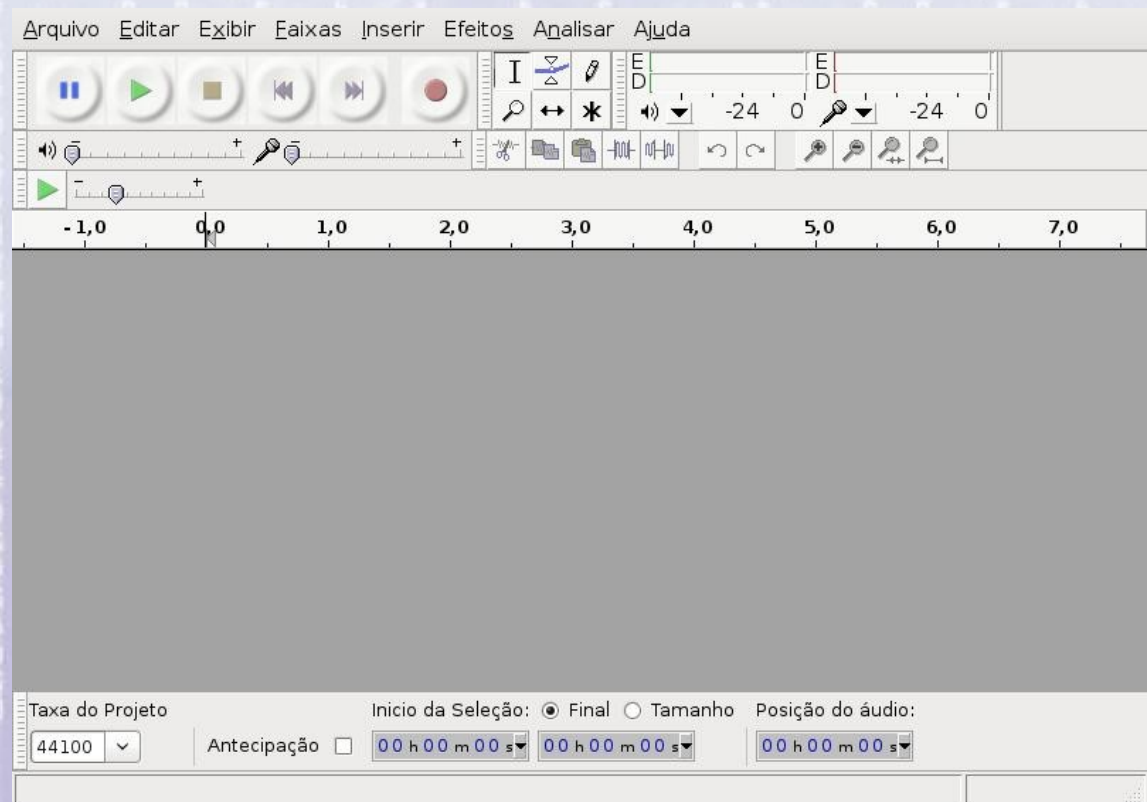 Arquivo Editar Exibir Faixas Inserir Efeitos Analisar Ajuda
E E
D D
-24 0 -24 0
- + - +
- +
- 1,0 0,0 1,0 2,0 3,0 4,0 5,0 6,0 7,0
Taxa do Projeto Inicio da Seleção: Final Tamanho Posição do áudio:
44100 Antecipação 00 h 00 m 00 s 00 h 00 m 00 s 00 h 00 m 00 s